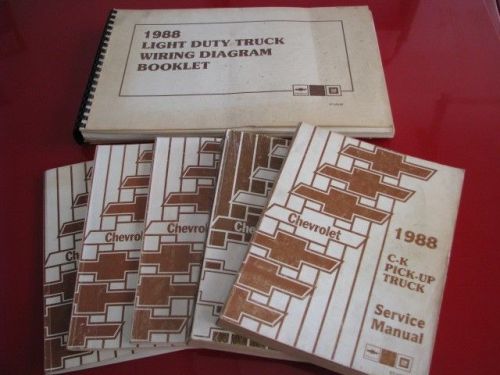 1988
LIGHT DUTY TRUCK
WIRING DIAGRAM
BOOKLET
Chevrolet
1988
C-K
PICK-UP
TRUCK
Service
Manual
Chevrolet
Chevrolet